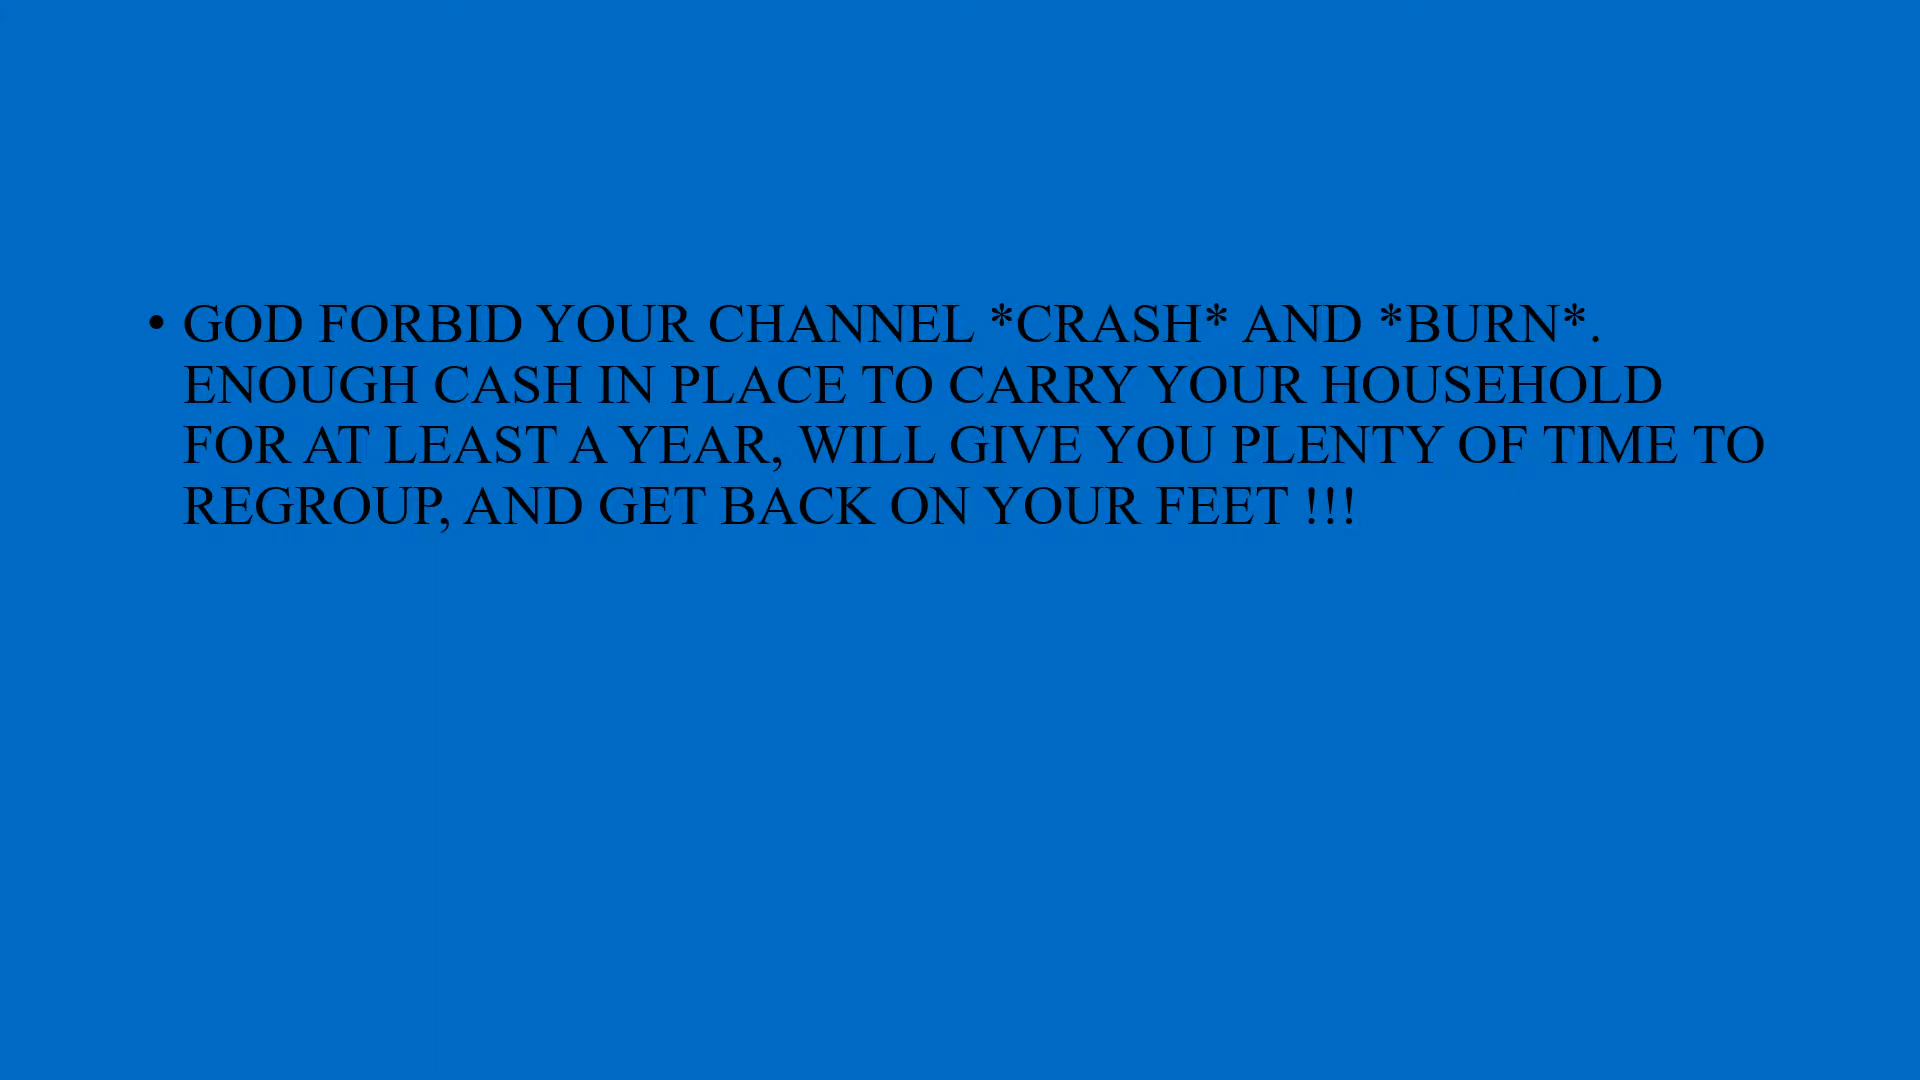 • GOD FORBID YOUR CHANNEL *CRASH* AND *BURN*.
ENOUGH CASH IN PLACE TO CARRY YOUR HOUSEHOLD
FOR AT LEAST A YEAR, WILL GIVE YOU PLENTY OF TIME TO
REGROUP, AND GET BACK ON YOUR FEET !!!